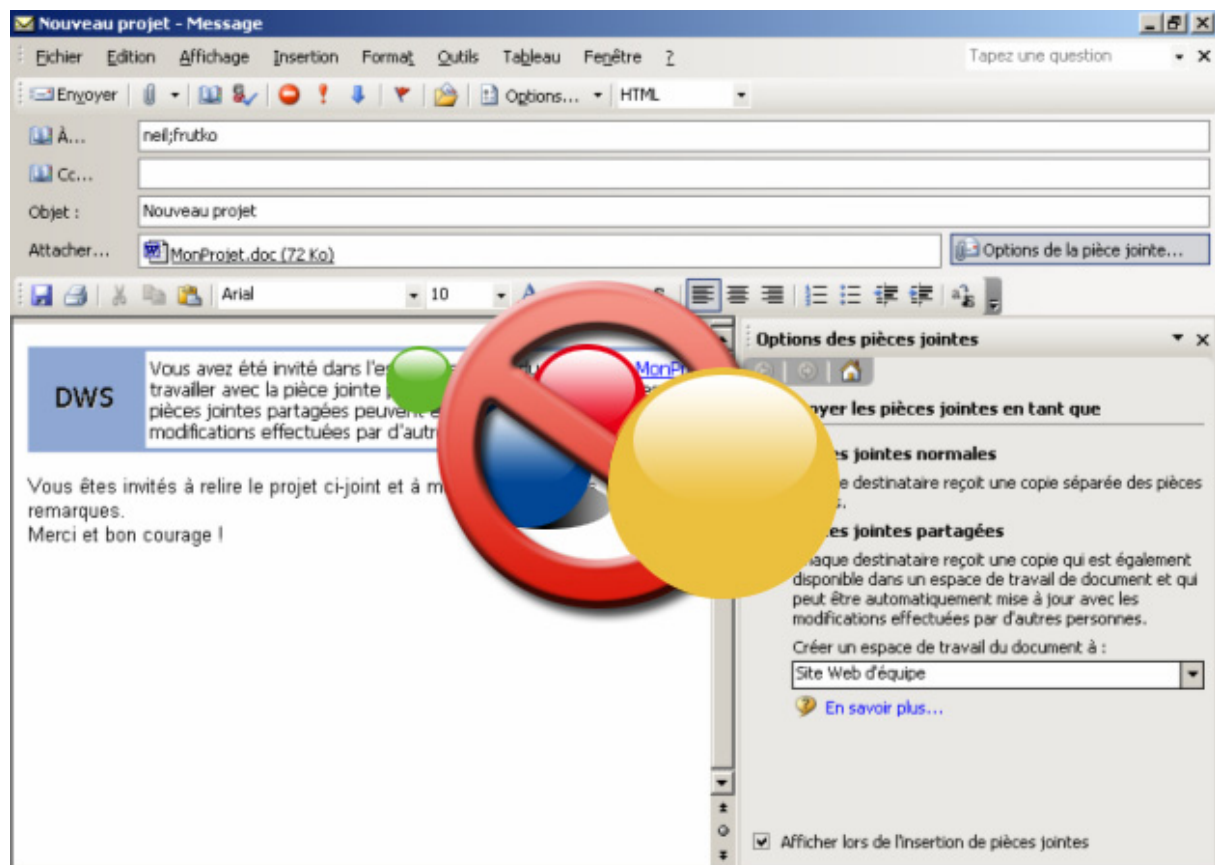 Nouveau projet - Message
Fichier Edition Affichage Insertion Format Outils Tableau Fenêtre ? Tapez une question
Envoyer Options... HTML
À... neil;frutko
Cc...
Objet : Nouveau projet
Attacher... MonProjet.doc (72 Ko) Options de la pièce jointe...
Arial 10
DWS
Vous avez été invité dans
travailler avec la pièce jointe
pièces jointes partagées peuvent
modifications effectuées par
Vous êtes invités à relire le projet ci-joint et à
remarques.
Merci et bon courage !
Options des pièces jointes
les pièces jointes en tant que
jointes normales
destinataire reçoit une copie séparée des pièces
jointes partagées
destinataire reçoit une copie qui est également
disponible dans un espace de travail de document et qui
peut être automatiquement mise à jour avec les
modifications effectuées par d'autres personnes.
Créer un espace de travail du document à :
Site Web d'équipe
En savoir plus...
Afficher lors de l'insertion de pièces jointes